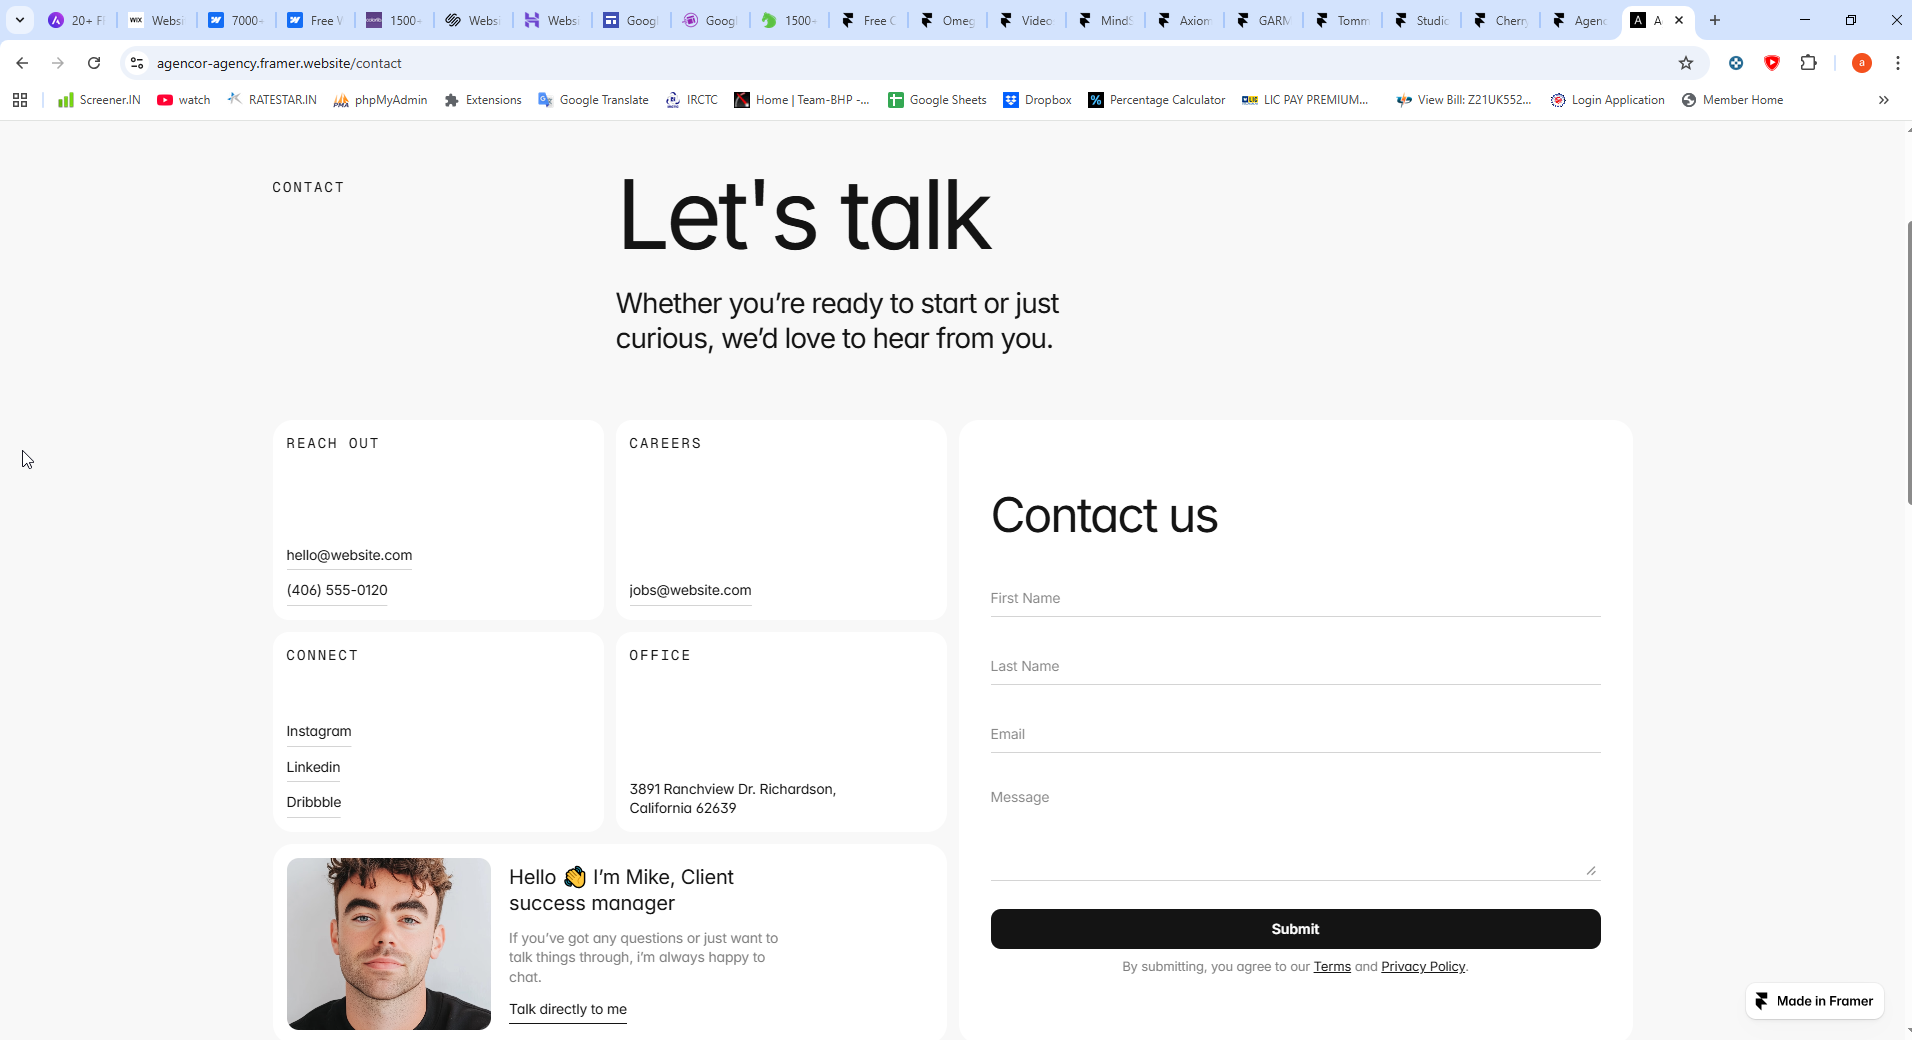 20+ F
Websi
7000+
Free V
1500+
Websi
Websi
Googl
Googl
1500+
Free C
Omeg
Video
MindS
Axiom
GARM
Tomm
Studio
Cherry
Agenc
A
agencor-agency.framer.website/contact
a
Screener.IN
watch
RATESTAR.IN
phpMyAdmin
Extensions
Google Translate
IRCTC
Home | Team-BHP -...
Google Sheets
Dropbox
Percentage Calculator
LIC PAY PREMIUM...
View Bill: Z21UK552...
Login Application
Member Home
CONTACT
Let's talk
Whether you’re ready to start or just
curious, we’d love to hear from you.
REACH OUT
hello@website.com
(406) 555-0120
CAREERS
jobs@website.com
CONNECT
Instagram
Linkedin
Dribbble
OFFICE
3891 Ranchview Dr. Richardson,
California 62639
Hello 👋 I’m Mike, Client
success manager
If you’ve got any questions or just want to
talk things through, i’m always happy to
chat.
Talk directly to me
Contact us
First Name
Last Name
Email
Message
Submit
By submitting, you agree to our Terms and Privacy Policy.
Made in Framer